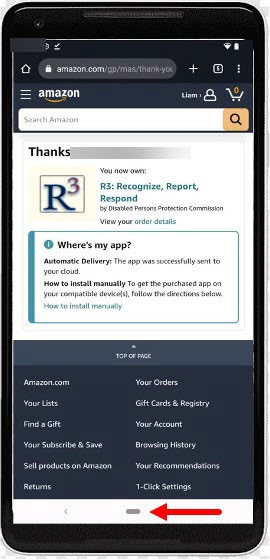 amazon.com/gp/mas/thank-you
5
amazon
Liam ›
0
Search Amazon
Thanks
R3
You now own:
R3: Recognize, Report,
Respond
by Disabled Persons Protection Commission
View your order details
Where's my app?
Automatic Delivery: The app was successfully sent to
your cloud.
How to install manually To get the purchased app on
your compatible device(s), follow the directions below.
How to install manually
TOP OF PAGE
Amazon.com
Your Orders
Your Lists
Gift Cards & Registry
Find a Gift
Your Account
Your Subscribe & Save
Browsing History
Sell products on Amazon
Your Recommendations
Returns
1-Click Settings